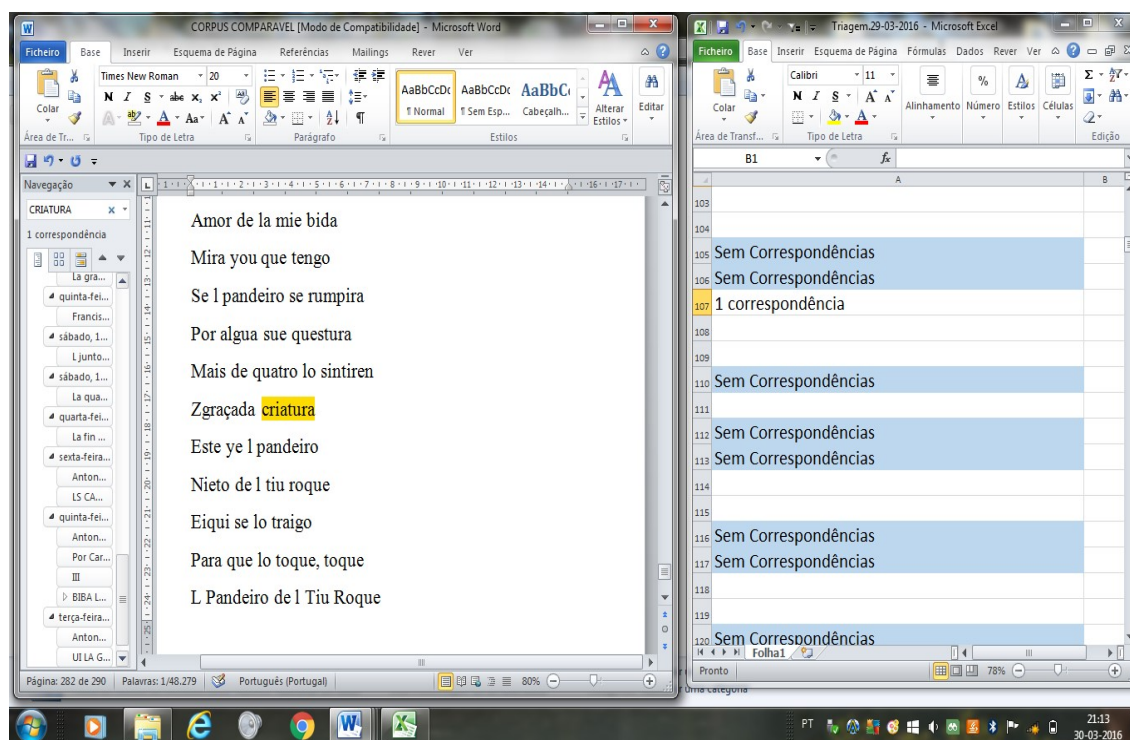 CORPUS COMPARAVEL [Modo de Compatibilidade] - Microsoft Word
Ficheiro Base Inserir Esquema de Página Referências Mailings Rever Ver
Times New Roman 20
Colar
N I S abe x, x² Aa A A
AaBbCcDc AaBbCcDc AaBbC
¶ Normal ¶ Sem Esp... Cabeçalh...
Alterar Estilos
Editar
Área de Tr... Tipo de Letra Parágrafo Estilos
Navegação
CRIATURA
1 correspondência
La gra...
quinta-fei...
Francis...
sábado, 1...
L junto...
sábado, 1...
La qua...
quarta-fei...
La fin ...
sexta-feira...
Anton...
LS CA...
quinta-fei...
Anton...
Por Car...
III
BIBA L...
terça-feira...
Anton...
UI LA G...
Amor de la mie bida
Mira you que tengo
Se l pandeiro se rumpira
Por algua sue questura
Mais de quatro lo sintiren
Zgraçada criatura
Este ye l pandeiro
Nieto de l tiu roque
Eiqui se lo traigo
Para que lo toque, toque
L Pandeiro de l Tiu Roque
Página: 282 de 290 Palavras: 1/48.279 Português (Portugal) 80%
Triagem.29-03-2016 - Microsoft Excel
Ficheiro Base Inserir Esquema de Página Fórmulas Dados Rever Ver
Calibri 11
Colar
N I S A A
Alinhamento Número Estilos Células
Área de Transf... Tipo de Letra Edição
B1 fx
A B
103
104
105 Sem Correspondências
106 Sem Correspondências
107 1 correspondência
108
109
110 Sem Correspondências
111
112 Sem Correspondências
113 Sem Correspondências
114
115
116 Sem Correspondências
117 Sem Correspondências
118
119
120 Sem Correspondências
Folha1
Pronto 78%
uma categoria
PT 21:13
30-03-2016